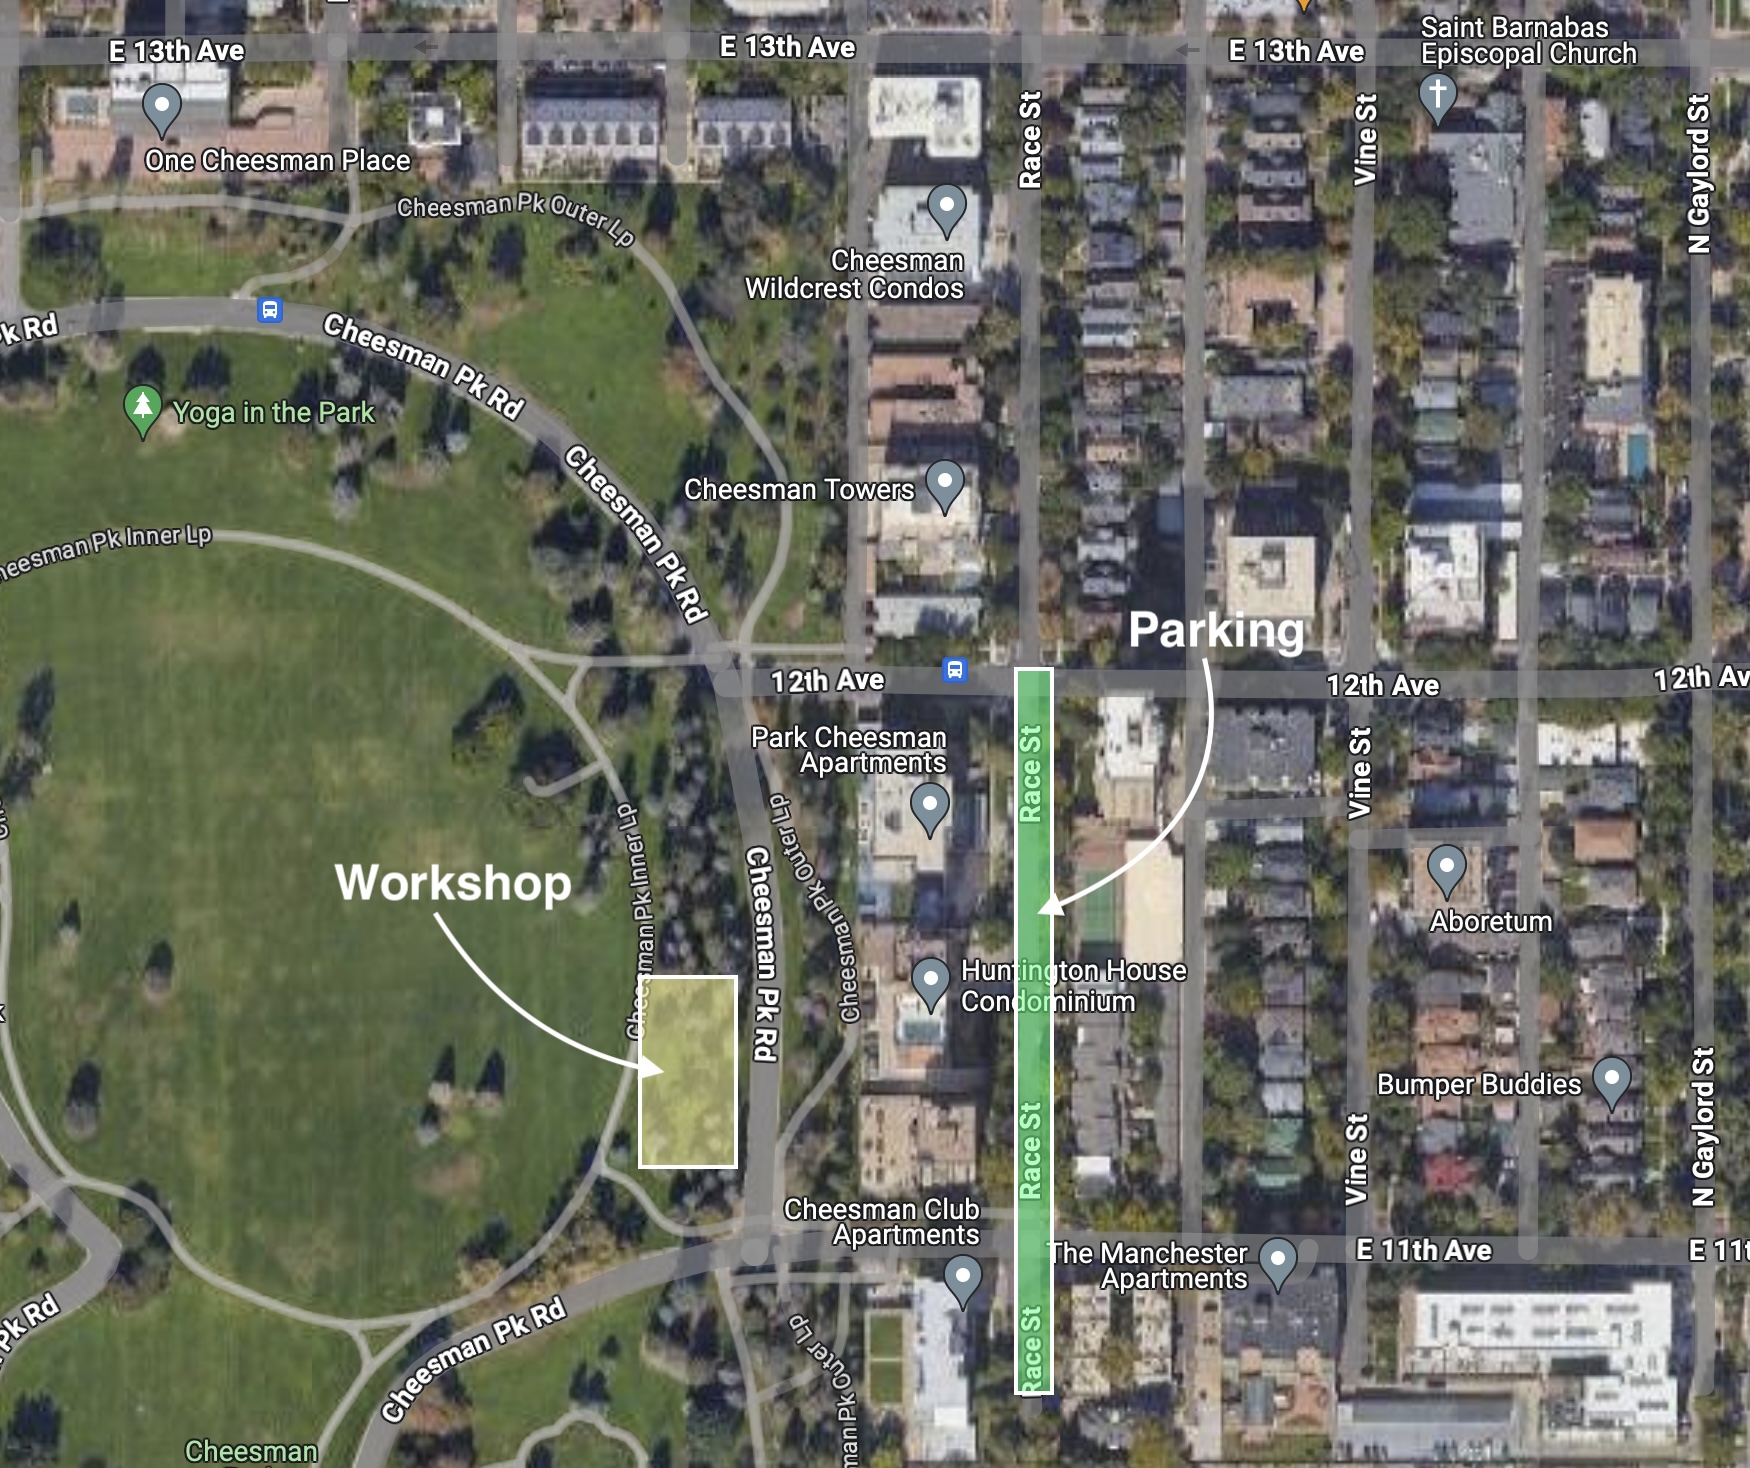 E 13th Ave
E 13th Ave
E 13th Ave
Saint Barnabas
Episcopal Church
One Cheesman Place
Race St
Vine St
N Gaylord St
Cheesman Pk Outer Lp
Cheesman
Wildcrest Condos
k Rd
Cheesman Pk Rd
Yoga in the Park
Cheesman Pk Rd
Cheesman Towers
heesman Pk Inner Lp
Parking
12th Ave
12th Ave
12th Av
Park Cheesman
Apartments
Race St
Vine St
Cheesman Pk Outer Lp
Cheesman Pk Inner Lp
Workshop
Cheesman Pk Rd
Aboretum
Huntington House
Condominium
Bumper Buddies
Race St
Vine St
N Gaylord St
Cheesman Club
Apartments
The Manchester
Apartments
E 11th Ave
E 11t
Pk Rd
Cheesman Pk Rd
Race St
man Pk Outer Lp
Cheesman